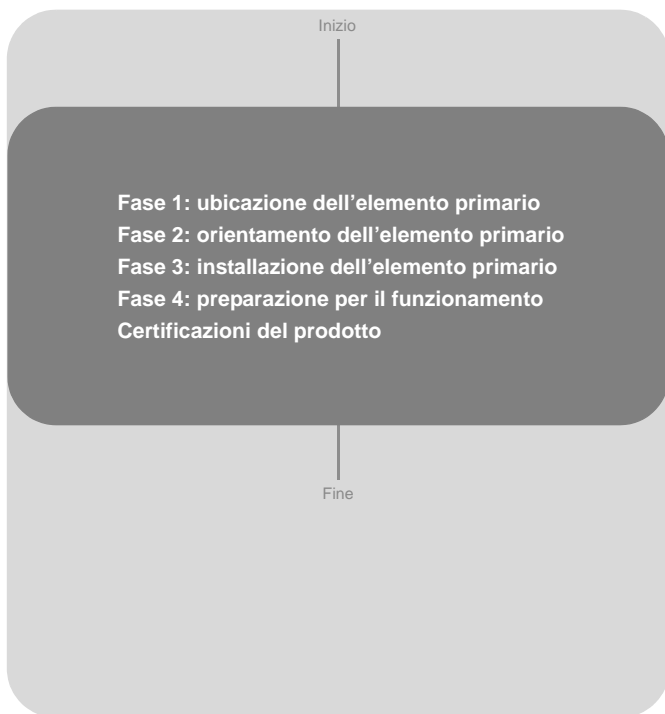 Inizio
Fase 1: ubicazione dell’elemento primario
Fase 2: orientamento dell’elemento primario
Fase 3: installazione dell’elemento primario
Fase 4: preparazione per il funzionamento
Certificazioni del prodotto
Fine